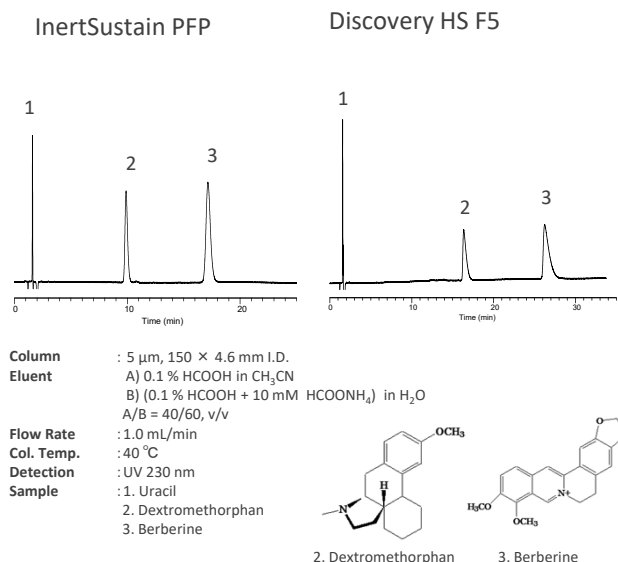 InertSustain PFP
Discovery HS F5
1
2
3
1
2
3
0
10
20
Time (min)
0
10
20
30
Time (min)
Column : 5 μm, 150 × 4.6 mm I.D.
Eluent A) 0.1 % HCOOH in CH₃CN
B) (0.1 % HCOOH + 10 mM HCOONH₄) in H₂O
A/B = 40/60, v/v
Flow Rate : 1.0 mL/min
Col. Temp. : 40 ℃
Detection : UV 230 nm
Sample : 1. Uracil
2. Dextromethorphan
3. Berberine
OCH₃
H
N
2. Dextromethorphan
O
N+
H₃CO
OCH₃
3. Berberine